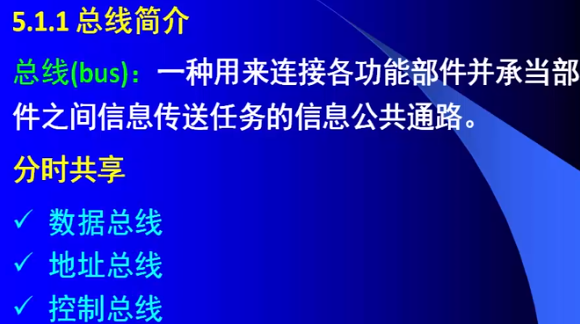 5.1.1 总线简介
总线(bus)：一种用来连接各功能部件并承当部
件之间信息传送任务的信息公共通路。
分时共享
✓ 数据总线
✓ 地址总线
✓ 控制总线